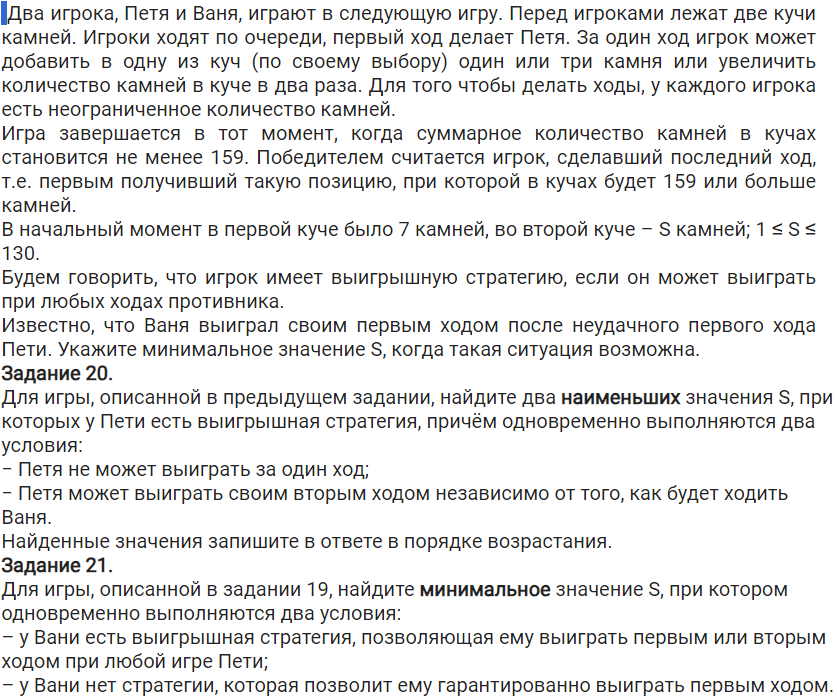 Два игрока, Петя и Ваня, играют в следующую игру. Перед игроками лежат две кучи
камней. Игроки ходят по очереди, первый ход делает Петя. За один ход игрок может
добавить в одну из куч (по своему выбору) один или три камня или увеличить
количество камней в куче в два раза. Для того чтобы делать ходы, у каждого игрока
есть неограниченное количество камней.
Игра завершается в тот момент, когда суммарное количество камней в кучах
становится не менее 159. Победителем считается игрок, сделавший последний ход,
т.е. первым получивший такую позицию, при которой в кучах будет 159 или больше
камней.
В начальный момент в первой куче было 7 камней, во второй куче – S камней; 1 ≤ S ≤
130.
Будем говорить, что игрок имеет выигрышную стратегию, если он может выиграть
при любых ходах противника.
Известно, что Ваня выиграл своим первым ходом после неудачного первого хода
Пети. Укажите минимальное значение S, когда такая ситуация возможна.
Задание 20.
Для игры, описанной в предыдущем задании, найдите два наименьших значения S, при
которых у Пети есть выигрышная стратегия, причём одновременно выполняются два
условия:
− Петя не может выиграть за один ход;
− Петя может выиграть своим вторым ходом независимо от того, как будет ходить
Ваня.
Найденные значения запишите в ответе в порядке возрастания.
Задание 21.
Для игры, описанной в задании 19, найдите минимальное значение S, при котором
одновременно выполняются два условия:
– у Вани есть выигрышная стратегия, позволяющая ему выиграть первым или вторым
ходом при любой игре Пети;
– у Вани нет стратегии, которая позволит ему гарантированно выиграть первым ходом.